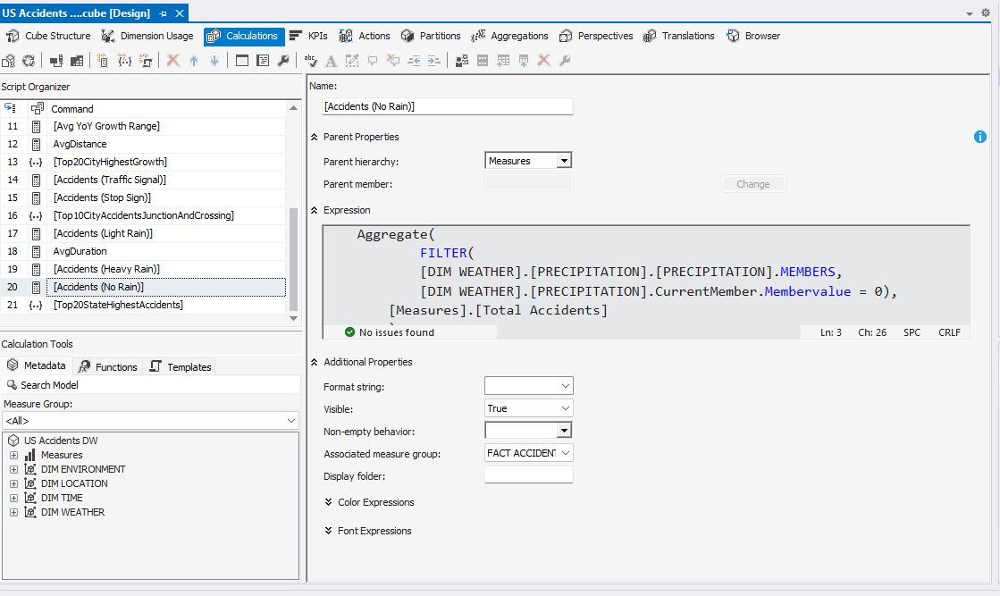 US Accidents ....cube [Design]
Cube Structure Dimension Usage Calculations KPIs Actions Partitions Aggregations Perspectives Translations Browser
Script Organizer
Command
11 [Avg YoY Growth Range]
12 AvgDistance
13 {...} [Top20CityHighestGrowth]
14 [Accidents (Traffic Signal)]
15 [Accidents (Stop Sign)]
16 {...} [Top10CityAccidentsJunctionAndCrossing]
17 [Accidents (Light Rain)]
18 AvgDuration
19 [Accidents (Heavy Rain)]
20 [Accidents (No Rain)]
21 {...} [Top20StateHighestAccidents]
Calculation Tools
Metadata Functions Templates
Search Model
Measure Group:
<All>
US Accidents DW
Measures
DIM ENVIRONMENT
DIM LOCATION
DIM TIME
DIM WEATHER
Name:
[Accidents (No Rain)]
Parent Properties
Parent hierarchy: Measures
Parent member: Change
Expression
Aggregate(
FILTER(
[DIM WEATHER].[PRECIPITATION].[PRECIPITATION].MEMBERS,
[DIM WEATHER].[PRECIPITATION].CurrentMember.Membervalue = 0),
[Measures].[Total Accidents]
No issues found Ln: 3 Ch: 26 SPC CRLF
Additional Properties
Format string:
Visible: True
Non-empty behavior:
Associated measure group: FACT ACCIDENT
Display folder:
Color Expressions
Font Expressions